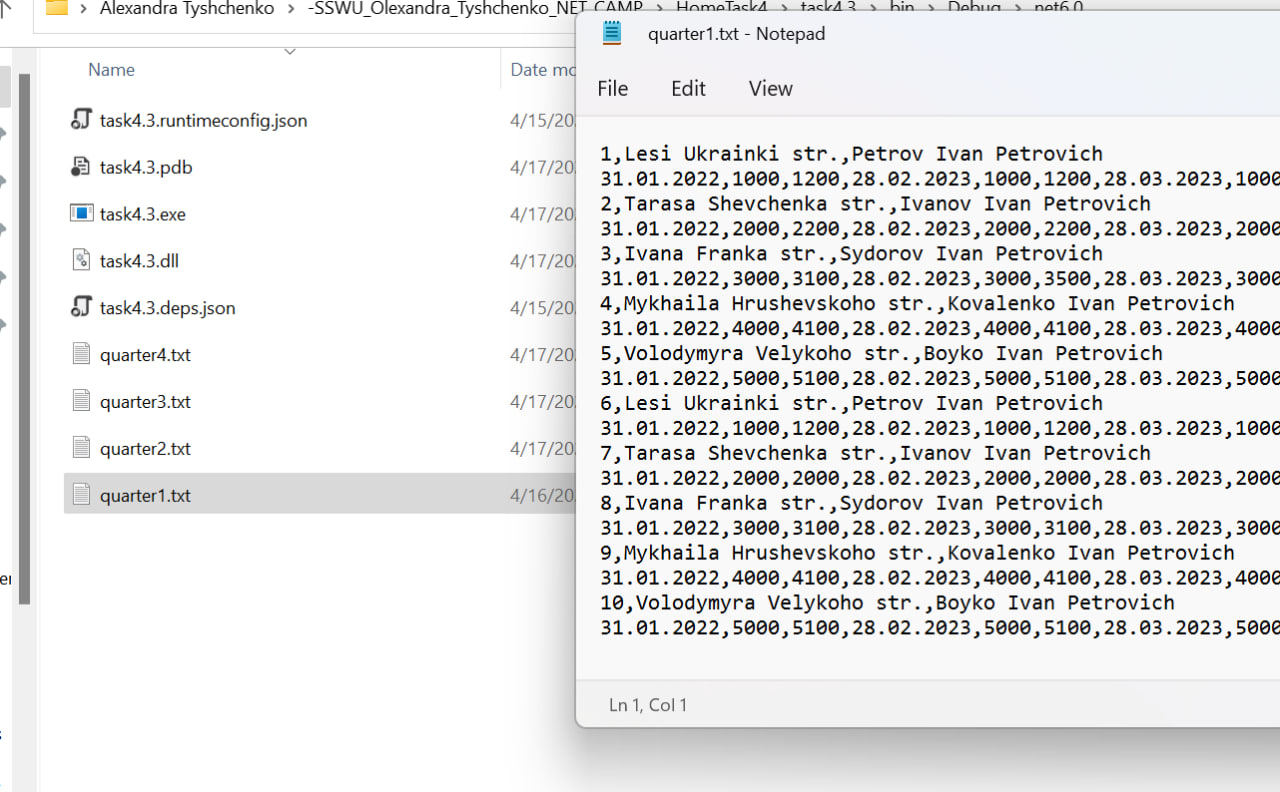 Alexandra Tyshchenko > -SSWU_Olexandra_Tyshchenko_NET_CAMP > HomeTask4 > task4.3 > bin > Debug > net6.0
Name
Date mo
task4.3.runtimeconfig.json 4/15/20
task4.3.pdb 4/17/20
task4.3.exe 4/17/20
task4.3.dll 4/17/20
task4.3.deps.json 4/15/20
quarter4.txt 4/17/20
quarter3.txt 4/17/20
quarter2.txt 4/17/20
quarter1.txt 4/16/20
quarter1.txt - Notepad
File Edit View
1,Lesi Ukrainki str.,Petrov Ivan Petrovich
31.01.2022,1000,1200,28.02.2023,1000,1200,28.03.2023,1000
2,Tarasa Shevchenka str.,Ivanov Ivan Petrovich
31.01.2022,2000,2200,28.02.2023,2000,2200,28.03.2023,2000
3,Ivana Franka str.,Sydorov Ivan Petrovich
31.01.2022,3000,3100,28.02.2023,3000,3500,28.03.2023,3000
4,Mykhaila Hrushevskoho str.,Kovalenko Ivan Petrovich
31.01.2022,4000,4100,28.02.2023,4000,4100,28.03.2023,4000
5,Volodymyra Velykoho str.,Boyko Ivan Petrovich
31.01.2022,5000,5100,28.02.2023,5000,5100,28.03.2023,5000
6,Lesi Ukrainki str.,Petrov Ivan Petrovich
31.01.2022,1000,1200,28.02.2023,1000,1200,28.03.2023,1000
7,Tarasa Shevchenka str.,Ivanov Ivan Petrovich
31.01.2022,2000,2000,28.02.2023,2000,2000,28.03.2023,2000
8,Ivana Franka str.,Sydorov Ivan Petrovich
31.01.2022,3000,3100,28.02.2023,3000,3100,28.03.2023,3000
9,Mykhaila Hrushevskoho str.,Kovalenko Ivan Petrovich
31.01.2022,4000,4100,28.02.2023,4000,4100,28.03.2023,4000
10,Volodymyra Velykoho str.,Boyko Ivan Petrovich
31.01.2022,5000,5100,28.02.2023,5000,5100,28.03.2023,5000
Ln 1, Col 1